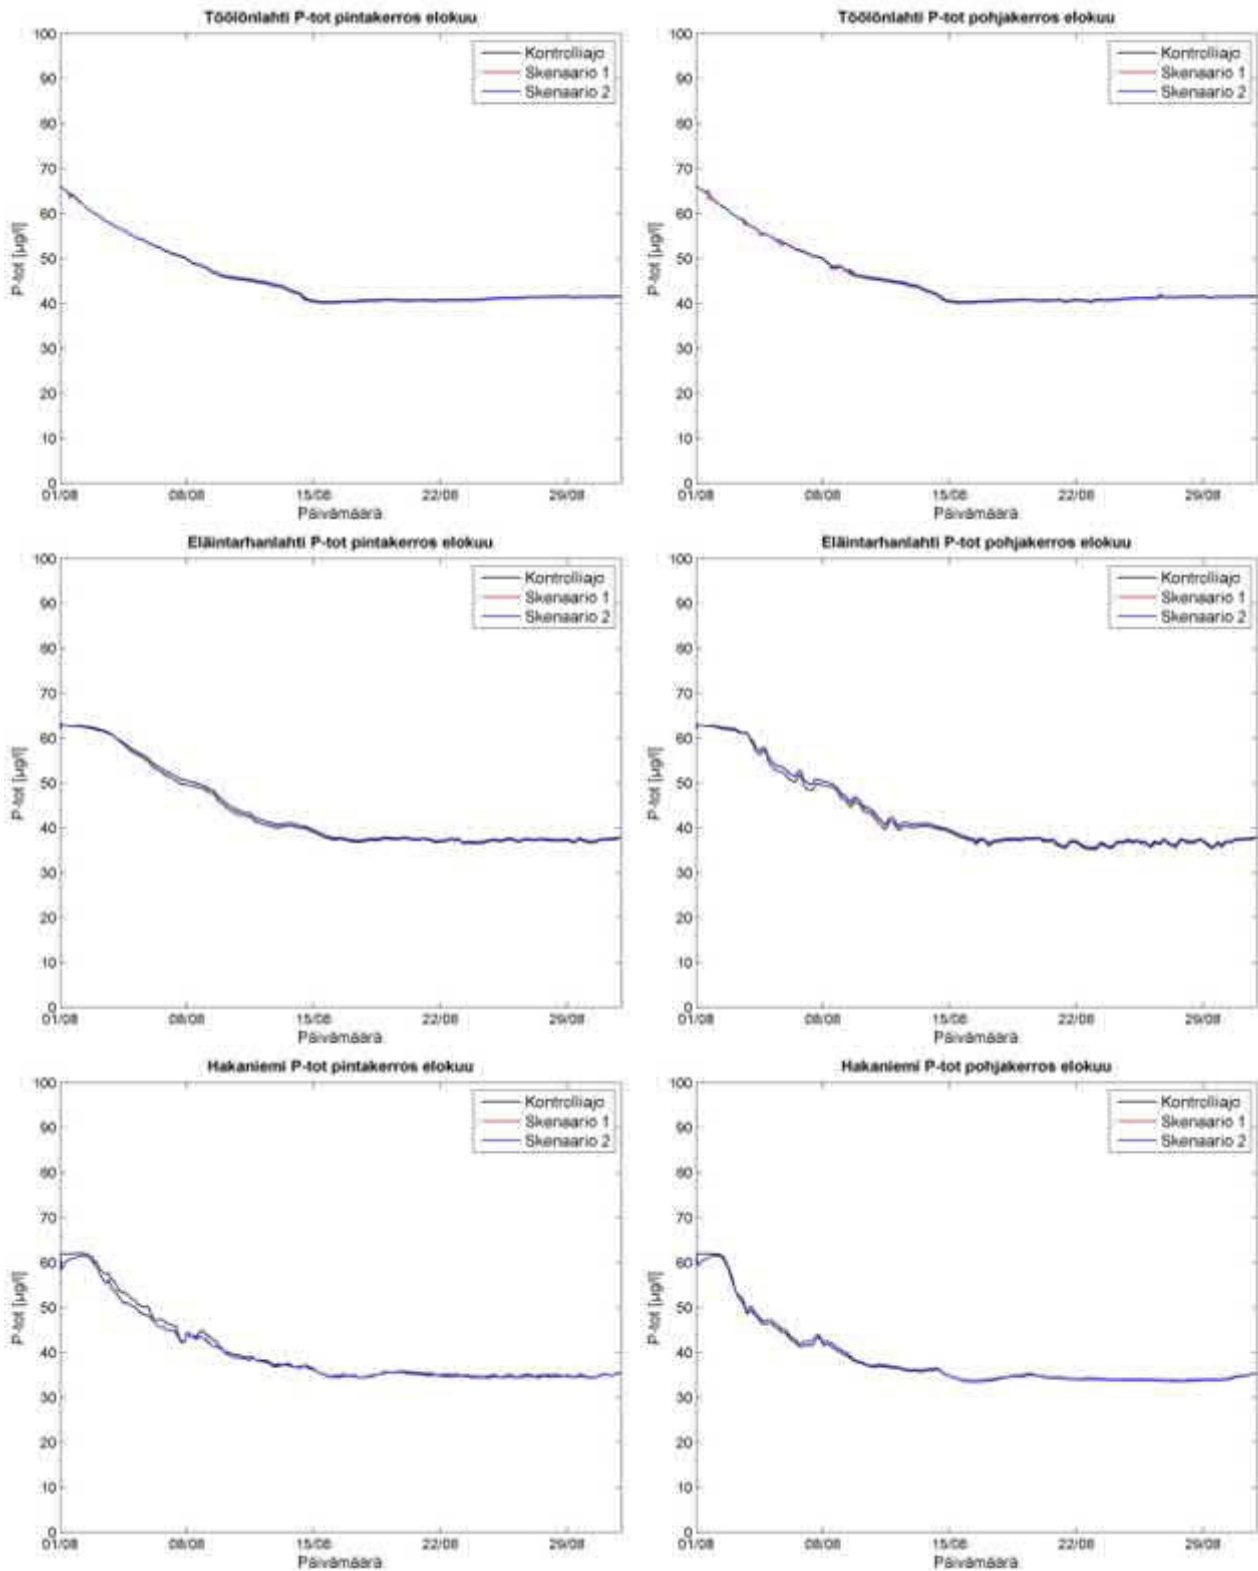 Töölönlahti P-tot pintakerros elokuu
100
90
80
70
60
50
40
30
20
10
0
P-tot [µg/l]
Kontrolliajo
Skenaario 1
Skenaario 2
01/08 08/08 15/08 22/08 29/08
Päivämäärä
Töölönlahti P-tot pohjakerros elokuu
100
90
80
70
60
50
40
30
20
10
0
P-tot [µg/l]
Kontrolliajo
Skenaario 1
Skenaario 2
01/08 08/08 15/08 22/08 29/08
Päivämäärä
Eläintarhanlahti P-tot pintakerros elokuu
100
90
80
70
60
50
40
30
20
10
0
P-tot [µg/l]
Kontrolliajo
Skenaario 1
Skenaario 2
01/08 08/08 15/08 22/08 29/08
Päivämäärä
Eläintarhanlahti P-tot pohjakerros elokuu
100
90
80
70
60
50
40
30
20
10
0
P-tot [µg/l]
Kontrolliajo
Skenaario 1
Skenaario 2
01/08 08/08 15/08 22/08 29/08
Päivämäärä
Hakaniemi P-tot pintakerros elokuu
100
90
80
70
60
50
40
30
20
10
0
P-tot [µg/l]
Kontrolliajo
Skenaario 1
Skenaario 2
01/08 08/08 15/08 22/08 29/08
Päivämäärä
Hakaniemi P-tot pohjakerros elokuu
100
90
80
70
60
50
40
30
20
10
0
P-tot [µg/l]
Kontrolliajo
Skenaario 1
Skenaario 2
01/08 08/08 15/08 22/08 29/08
Päivämäärä